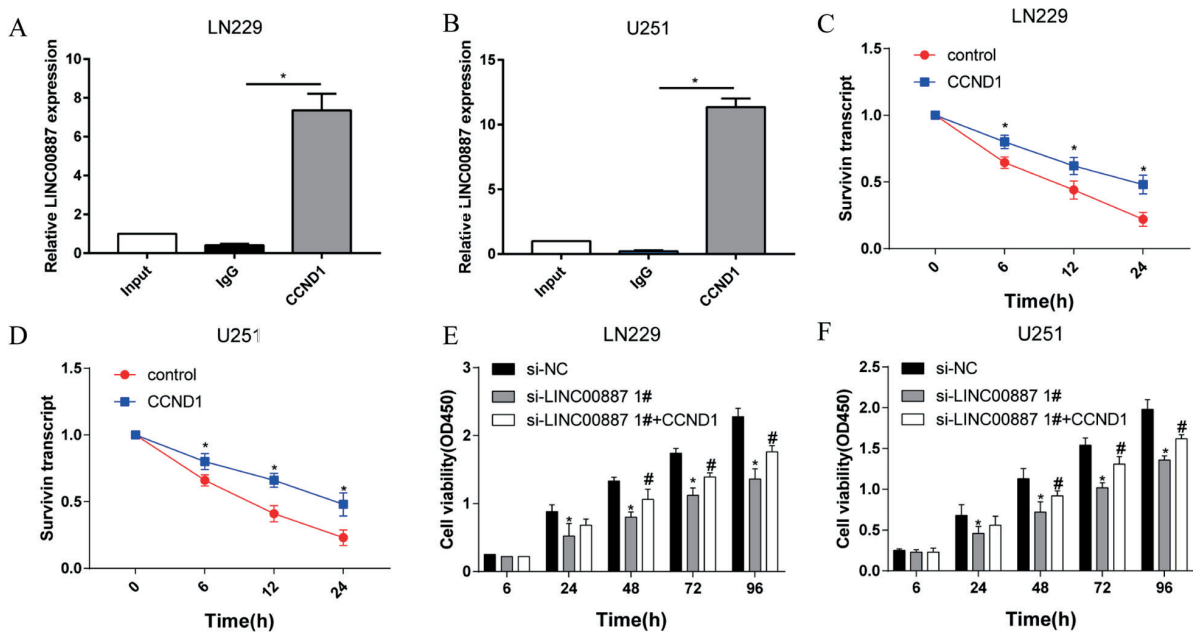 A
LN229
Relative LINC00887 expression
10
8
6
4
2
0
*
Input
IgG
CCND1
B
U251
Relative LINC00887 expression
15
10
5
0
*
Input
IgG
CCND1
C
LN229
Survivin transcript
1.5
1.0
0.5
0.0
control
CCND1
*
*
*
0
6
12
24
Time(h)
D
U251
Survivin transcript
1.5
1.0
0.5
0.0
control
CCND1
*
*
*
0
6
12
24
Time(h)
E
LN229
Cell viability(OD450)
3
2
1
0
si-NC
si-LINC00887 1#
si-LINC00887 1#+CCND1
*
*
#
*
#
*
#
6
24
48
72
96
Time(h)
F
U251
Cell viability(OD450)
2.5
2.0
1.5
1.0
0.5
0.0
si-NC
si-LINC00887 1#
si-LINC00887 1#+CCND1
*
*
#
*
#
*
#
6
24
48
72
96
Time(h)